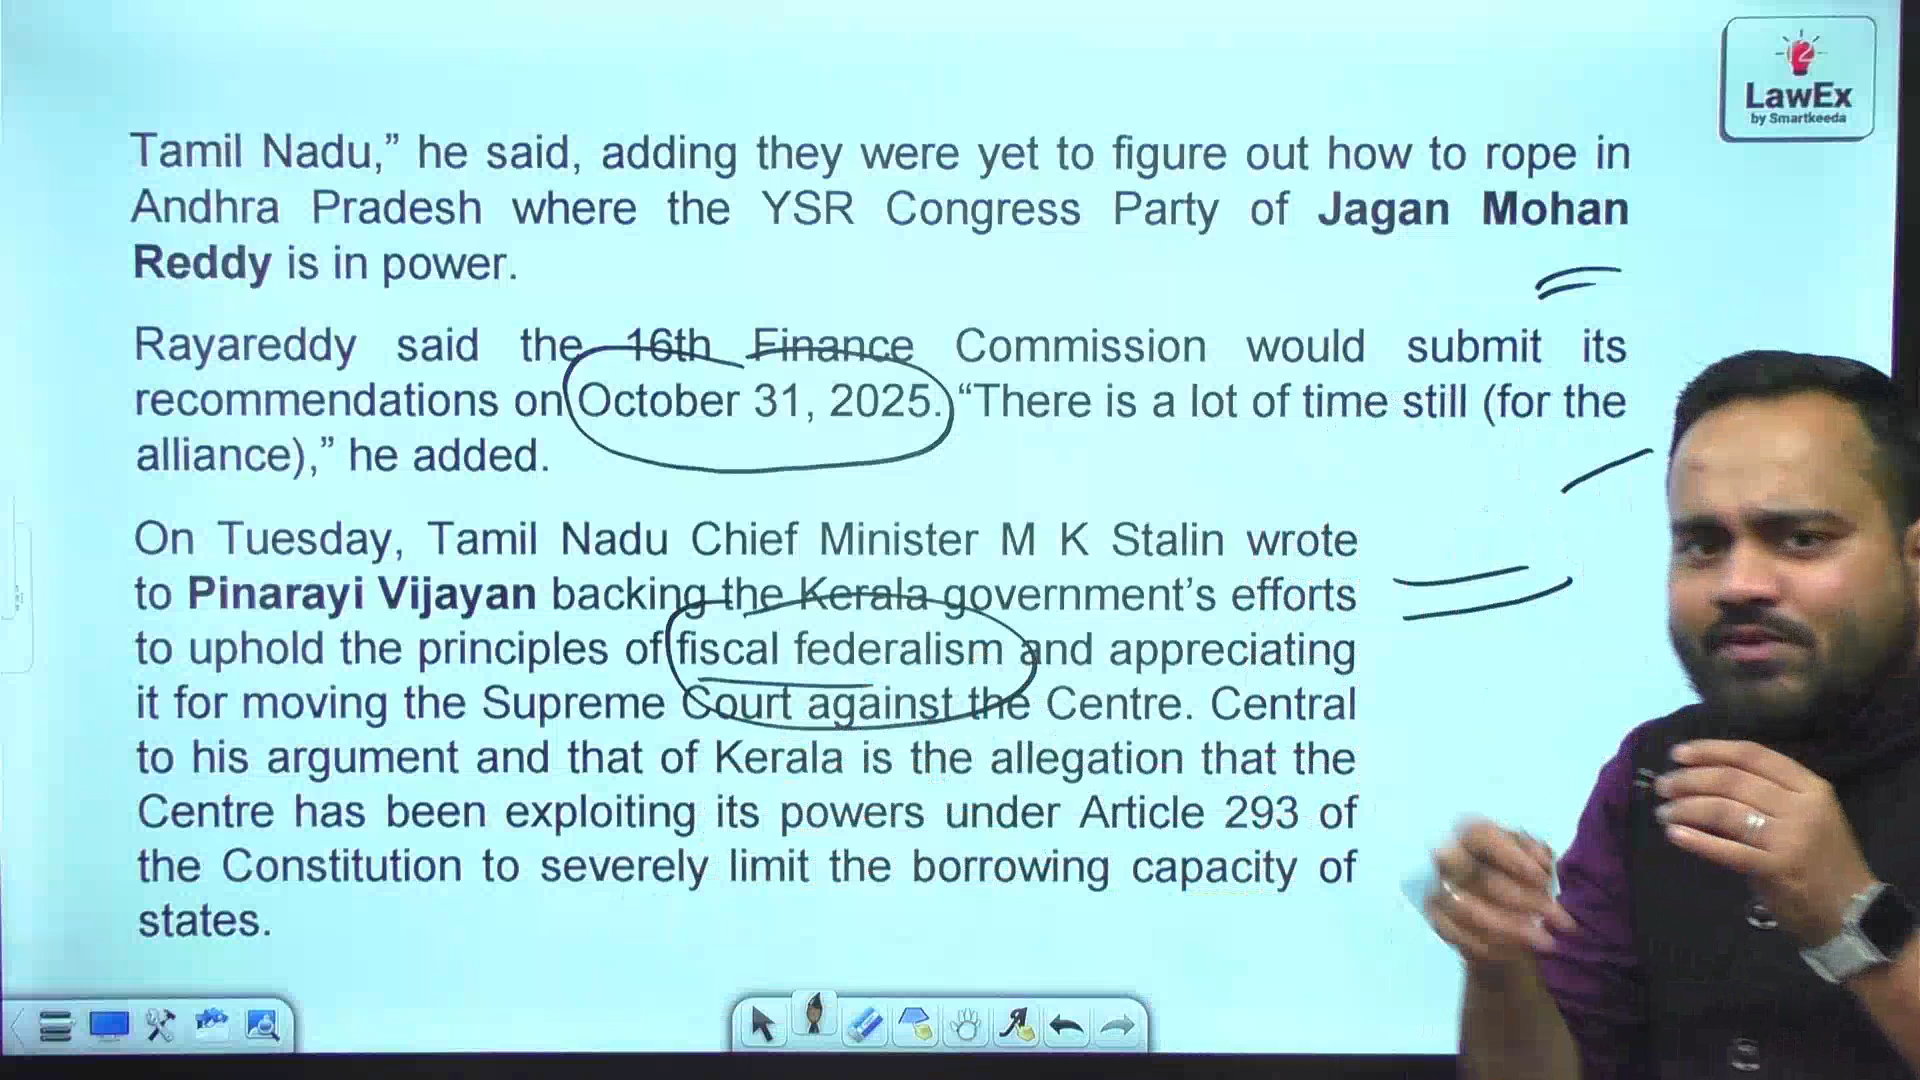 LawEx
by Smartkeeda
Tamil Nadu,” he said, adding they were yet to figure out how to rope in
Andhra Pradesh where the YSR Congress Party of Jagan Mohan
Reddy is in power.
Rayareddy said the 16th Finance Commission would submit its
recommendations on October 31, 2025. “There is a lot of time still (for the
alliance),” he added.
On Tuesday, Tamil Nadu Chief Minister M K Stalin wrote
to Pinarayi Vijayan backing the Kerala government’s efforts
to uphold the principles of fiscal federalism and appreciating
it for moving the Supreme Court against the Centre. Central
to his argument and that of Kerala is the allegation that the
Centre has been exploiting its powers under Article 293 of
the Constitution to severely limit the borrowing capacity of
states.